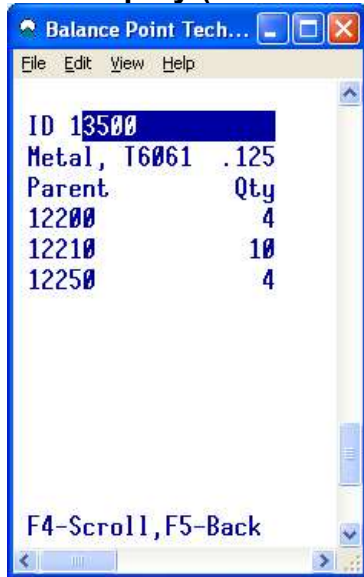 Balance Point Tech...
File Edit View Help
ID 13500
Metal, T6061 .125
Parent Qty
12200 4
12210 10
12250 4
F4-Scroll,F5-Back